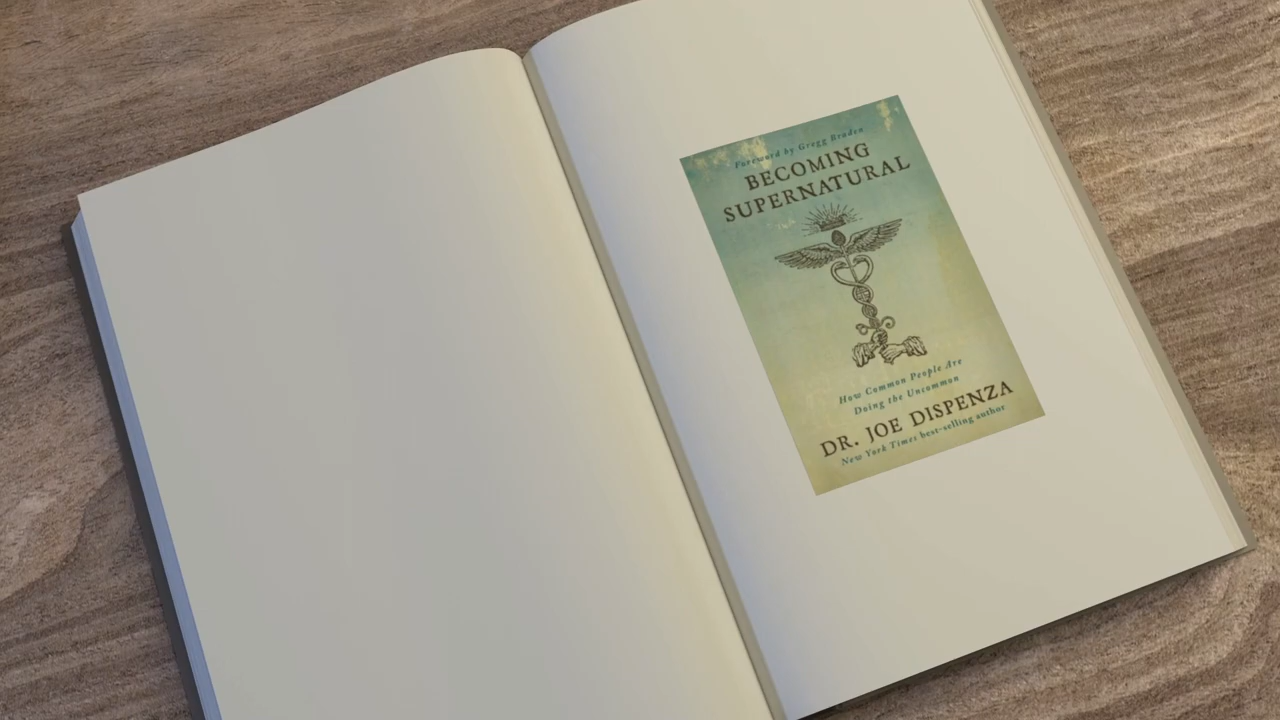 Foreword by Gregg Braden
BECOMING
SUPERNATURAL
How Common People Are
Doing the Uncommon
DR. JOE DISPENZA
New York Times best-selling author